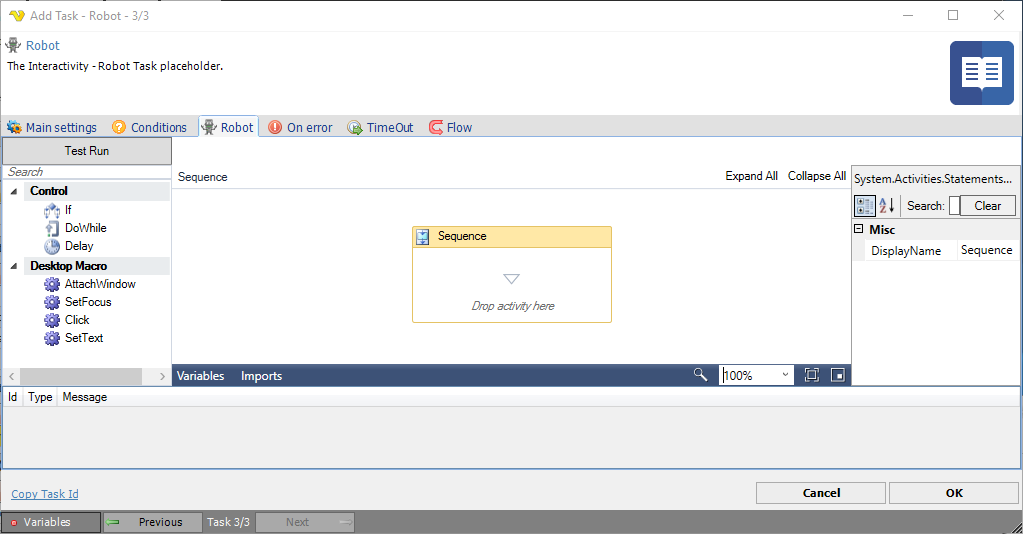 Add Task - Robot - 3/3
Robot
The Interactivity - Robot Task placeholder.
Main settings Conditions Robot On error TimeOut Flow
Test Run
Search
Control
If
DoWhile
Delay
Desktop Macro
AttachWindow
SetFocus
Click
SetText
Sequence Expand All Collapse All
Sequence
Drop activity here
Variables Imports 100%
System.Activities.Statements...
Search: Clear
Misc
DisplayName Sequence
Id Type Message
Copy Task Id
Cancel OK
Variables Previous Task 3/3 Next